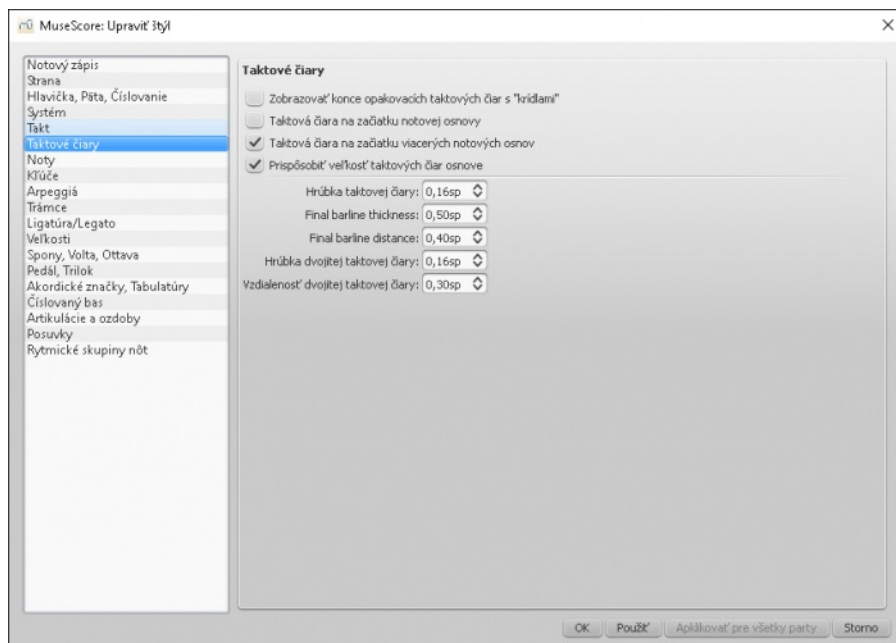 MuseScore: Upraviť štýl
Notový zápis
Strana
Hlavička, Päta, Číslovanie
Systém
Takt
Taktové čiary
Noty
Kľúče
Arpeggiá
Trámce
Ligatúra/Legato
Veľkosti
Spony, Volta, Ottava
Pedál, Trilok
Akordické značky, Tabulatúry
Číslovaný bas
Artikulácie a ozdoby
Posuvky
Rytmické skupiny nôt
Taktové čiary
Zobrazovať konce opakovacích taktových čiar s "krídlami"
Taktová čiara na začiatku notovej osnovy
Taktová čiara na začiatku viacerých notových osnov
Prispôsobiť veľkosť taktových čiar osnove
Hrúbka taktovej čiary: 0,16sp
Final barline thickness: 0,50sp
Final barline distance: 0,40sp
Hrúbka dvojitej taktovej čiary: 0,16sp
Vzdialenosť dvojitej taktovej čiary: 0,30sp
OK Použiť Aplikovať pre všetky party Storno